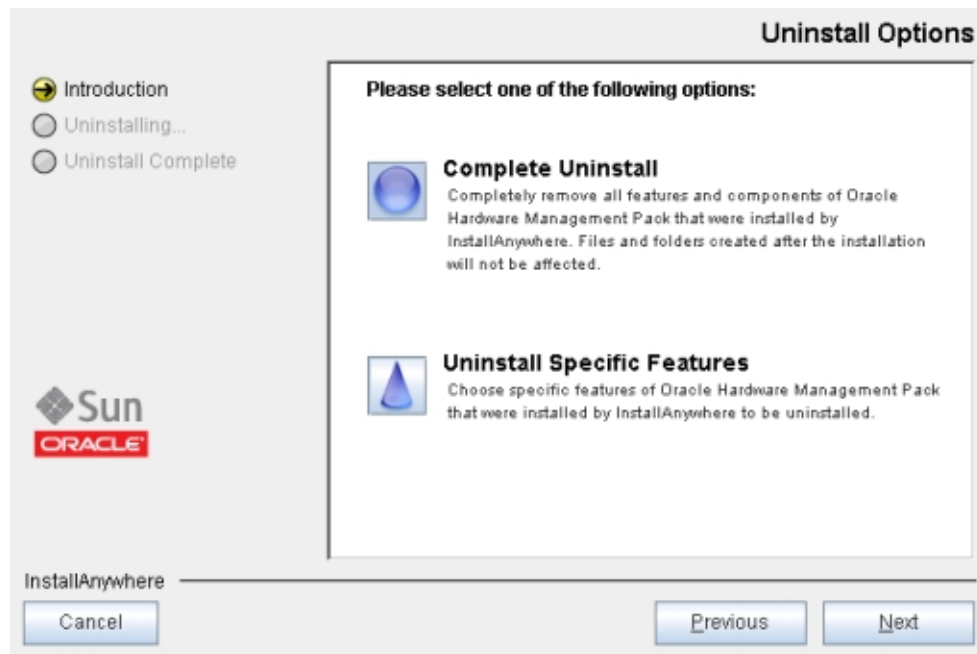 Uninstall Options
Introduction
Uninstalling...
Uninstall Complete
Please select one of the following options:
Complete Uninstall
Completely remove all features and components of Oracle
Hardware Management Pack that were installed by
InstallAnywhere. Files and folders created after the installation
will not be affected.
Uninstall Specific Features
Choose specific features of Oracle Hardware Management Pack
that were installed by InstallAnywhere to be uninstalled.
Sun
ORACLE
InstallAnywhere
Cancel
Previous
Next